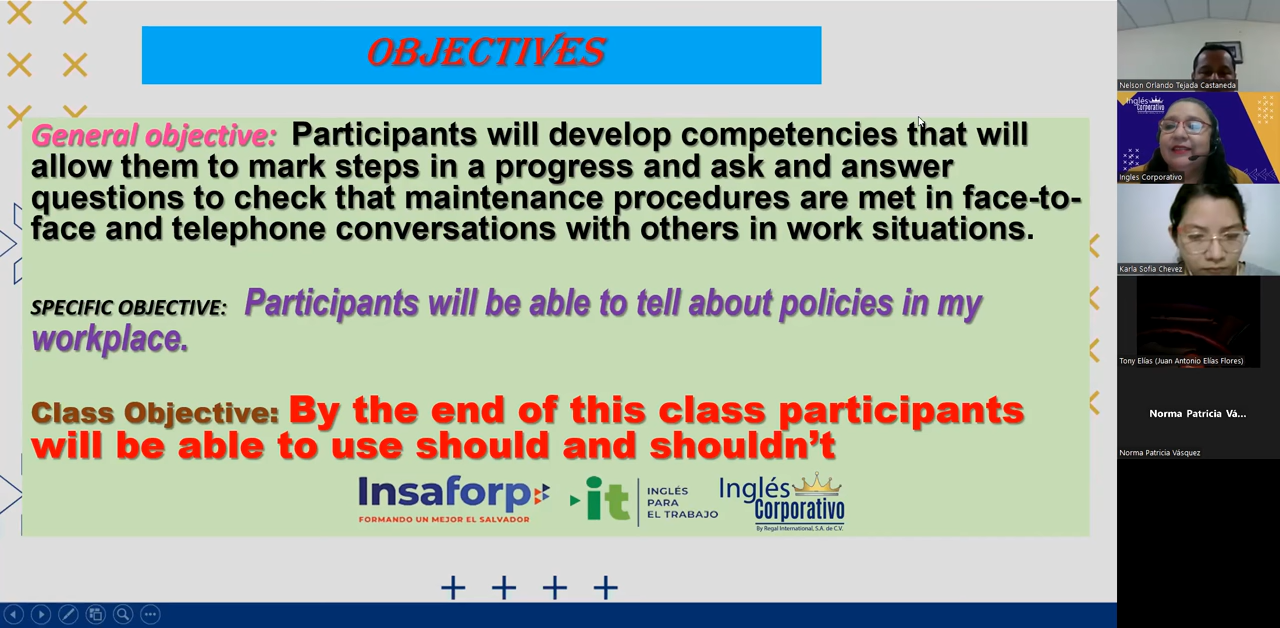 OBJECTIVES
General objective: Participants will develop competencies that will
allow them to mark steps in a progress and ask and answer
questions to check that maintenance procedures are met in face-to-
face and telephone conversations with others in work situations.
SPECIFIC OBJECTIVE: Participants will be able to tell about policies in my
workplace.
Class Objective: By the end of this class participants
will be able to use should and shouldn't
Insaforp
FORMANDO UN MEJOR EL SALVADOR
it
INGLÉS
PARA
EL TRABAJO
Inglés
Corporativo
By Regal International, S.A. de C.V.
Nelson Orlando Tejada Castaneda
Inglés
Corporativo
Ingles Corporativo
Karla Sofia Chevez
Tony Elías (Juan Antonio Elías Flores)
Norma Patricia Vá...
Norma Patricia Vásquez